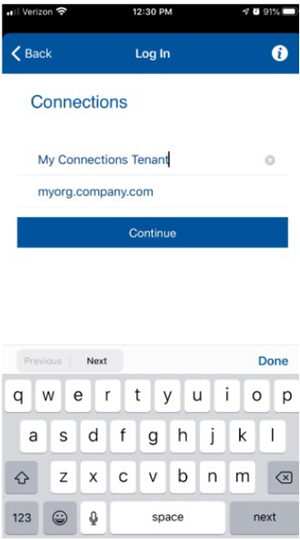 Verizon 12:30 PM 91%
Back Log In i
Connections
My Connections Tenant
myorg.company.com
Continue
Previous Next Done
q w e r t y u i o p
a s d f g h j k l
z x c v b n m
123 space next